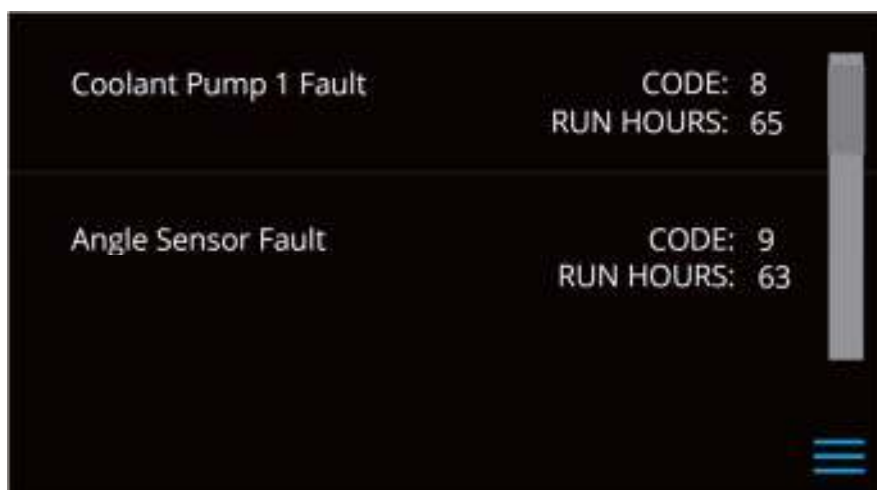 Coolant Pump 1 Fault CODE: 8
RUN HOURS: 65
Angle Sensor Fault CODE: 9
RUN HOURS: 63